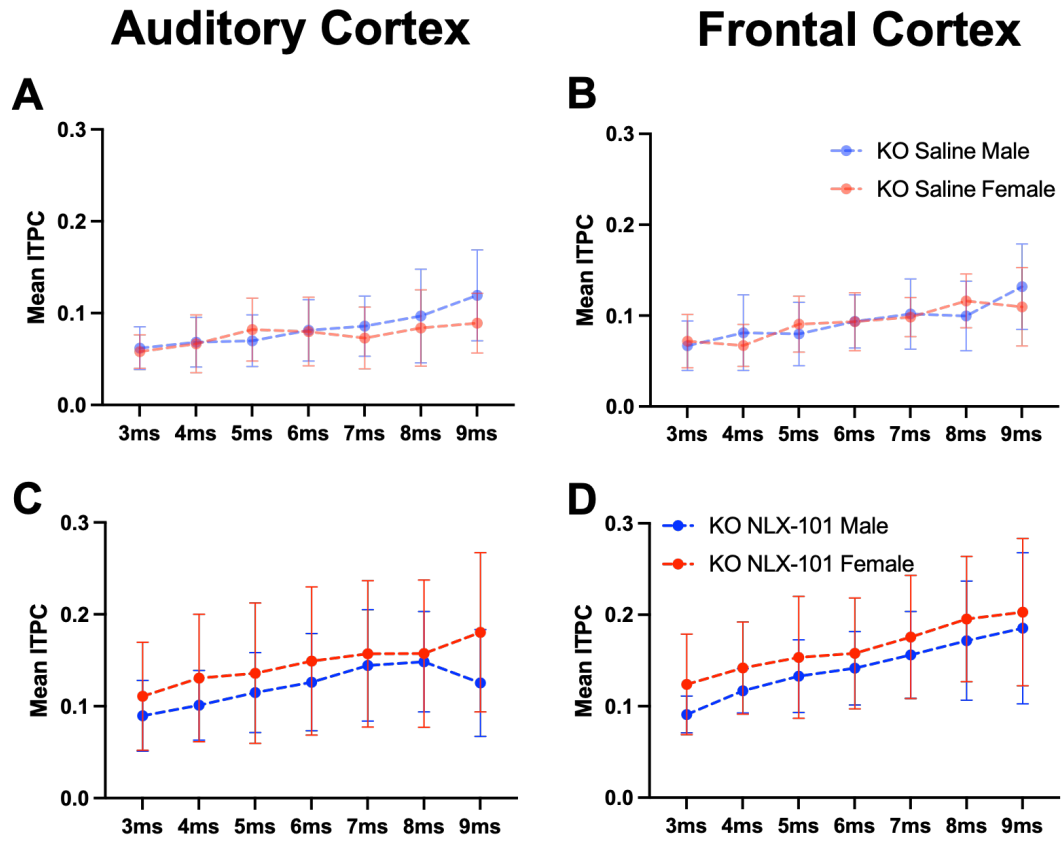 Auditory Cortex
Frontal Cortex
A
B
0.3
0.2
0.1
0.0
Mean ITPC
3ms 4ms 5ms 6ms 7ms 8ms 9ms
0.3
0.2
0.1
0.0
Mean ITPC
KO Saline Male
KO Saline Female
3ms 4ms 5ms 6ms 7ms 8ms 9ms
C
D
0.3
0.2
0.1
0.0
Mean ITPC
3ms 4ms 5ms 6ms 7ms 8ms 9ms
0.3
0.2
0.1
0.0
Mean ITPC
KO NLX-101 Male
KO NLX-101 Female
3ms 4ms 5ms 6ms 7ms 8ms 9ms